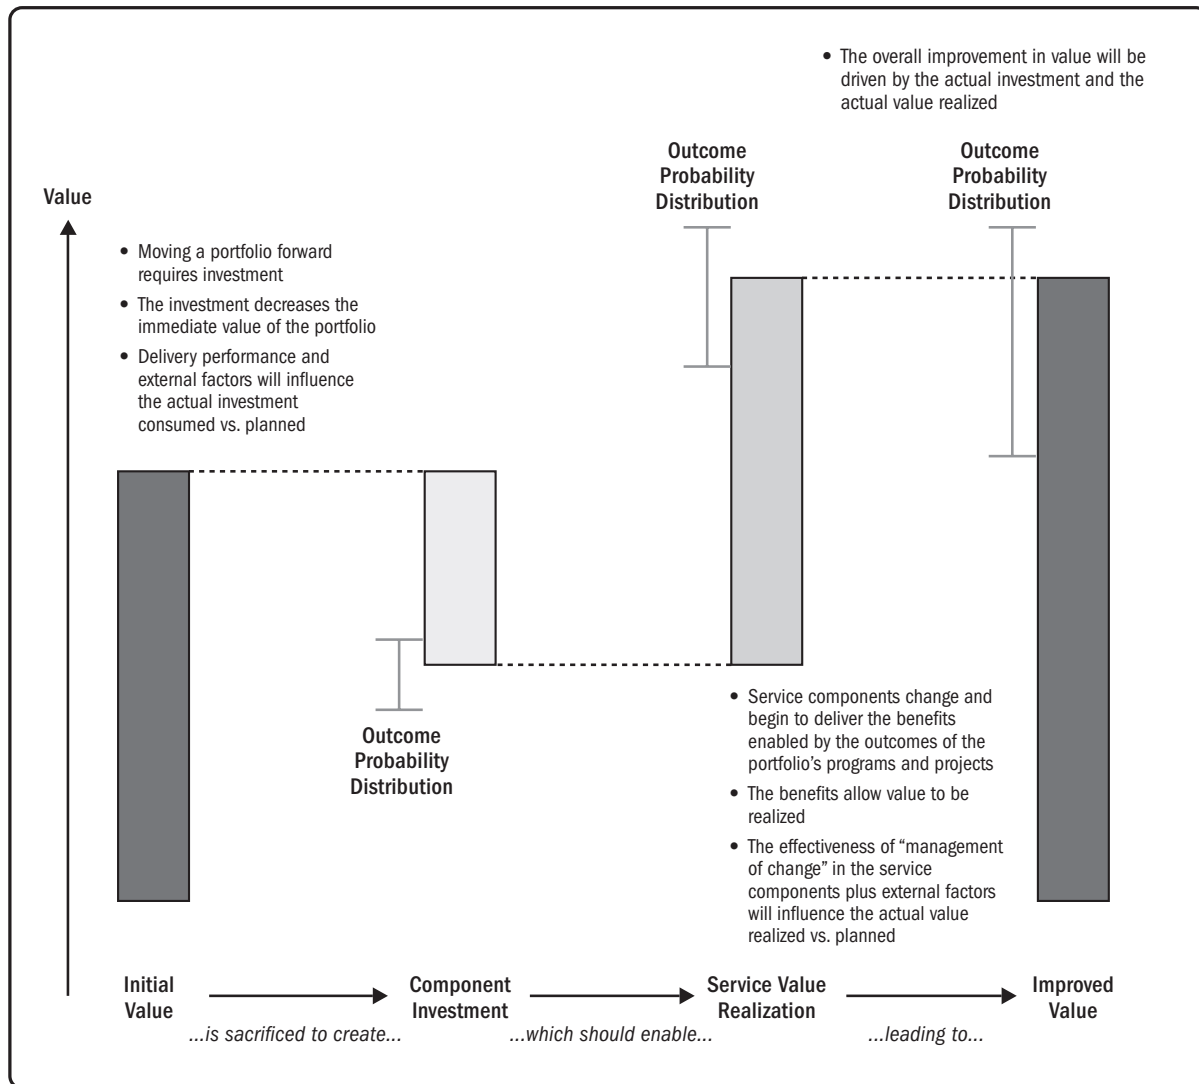 • The overall improvement in value will be
driven by the actual investment and the
actual value realized
Outcome
Probability
Distribution
Outcome
Probability
Distribution
Value
• Moving a portfolio forward
requires investment
• The investment decreases the
immediate value of the portfolio
• Delivery performance and
external factors will influence
the actual investment
consumed vs. planned
Outcome
Probability
Distribution
• Service components change and
begin to deliver the benefits
enabled by the outcomes of the
portfolio’s programs and projects
• The benefits allow value to be
realized
• The effectiveness of “management
of change” in the service
components plus external factors
will influence the actual value
realized vs. planned
Initial
Value
...is sacrificed to create...
Component
Investment
...which should enable...
Service Value
Realization
...leading to...
Improved
Value